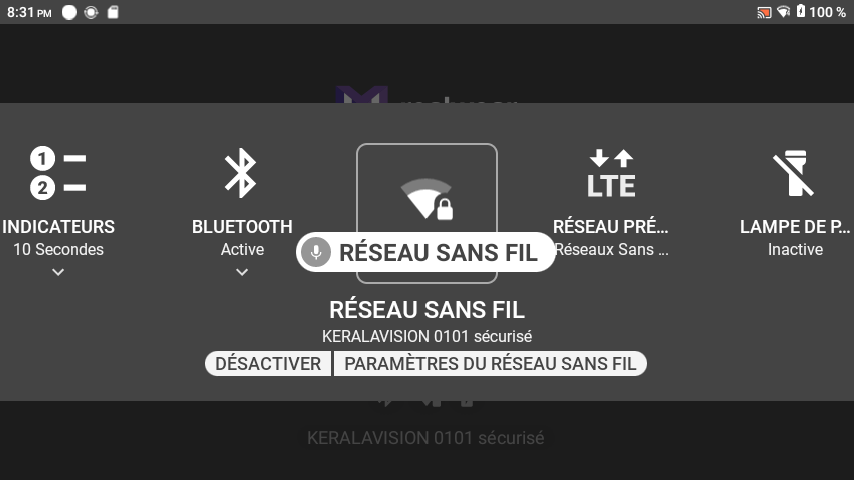 8:31 PM
100 %
1
2
LTE
INDICATEURS
10 Secondes
BLUETOOTH
Active
RÉSEAU PRÉ...
Réseaux Sans ...
LAMPE DE P...
Inactive
RÉSEAU SANS FIL
RÉSEAU SANS FIL
KERALAVISION 0101 sécurisé
DÉSACTIVER
PARAMÈTRES DU RÉSEAU SANS FIL
KERALAVISION 0101 sécurisé